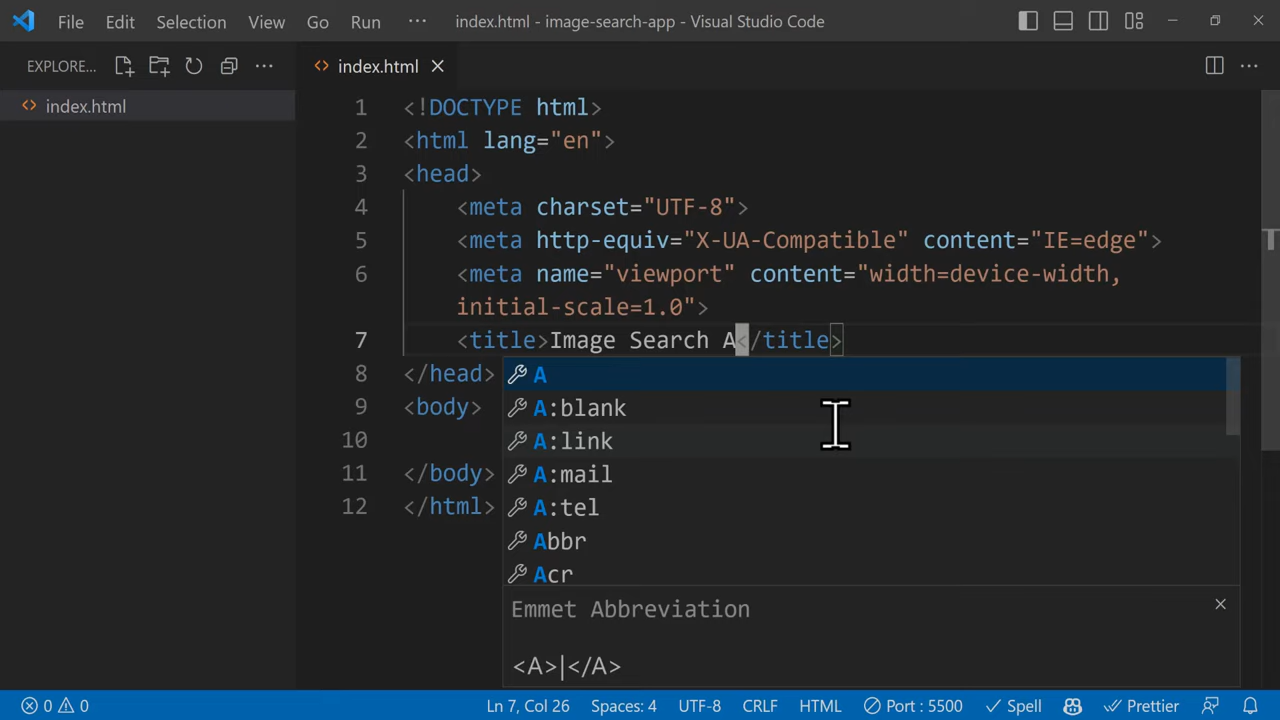 File Edit Selection View Go Run ··· index.html - image-search-app - Visual Studio Code
EXPLORE... ···
index.html
index.html ···
1 <!DOCTYPE html>
2 <html lang="en">
3 <head>
4 <meta charset="UTF-8">
5 <meta http-equiv="X-UA-Compatible" content="IE=edge">
6 <meta name="viewport" content="width=device-width,
initial-scale=1.0">
7 <title>Image Search A</title>
8 </head>
9 <body>
10
11 </body>
12 </html>
A
A:blank
A:link
A:mail
A:tel
Abbr
Acr
Emmet Abbreviation
<A>|</A>
0 0 Ln 7, Col 26 Spaces: 4 UTF-8 CRLF HTML Port : 5500 Spell Prettier